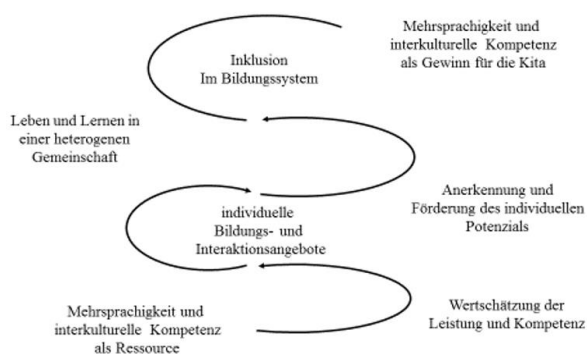 Mehrsprachigkeit und
interkulturelle Kompetenz
als Gewinn für die Kita
Inklusion
Im Bildungssystem
Leben und Lernen in
einer heterogenen
Gemeinschaft
Anerkennung und
Förderung des individuellen
Potenzials
individuelle
Bildungs- und
Interaktionsangebote
Mehrsprachigkeit und
interkulturelle Kompetenz
als Ressource
Wertschätzung der
Leistung und Kompetenz